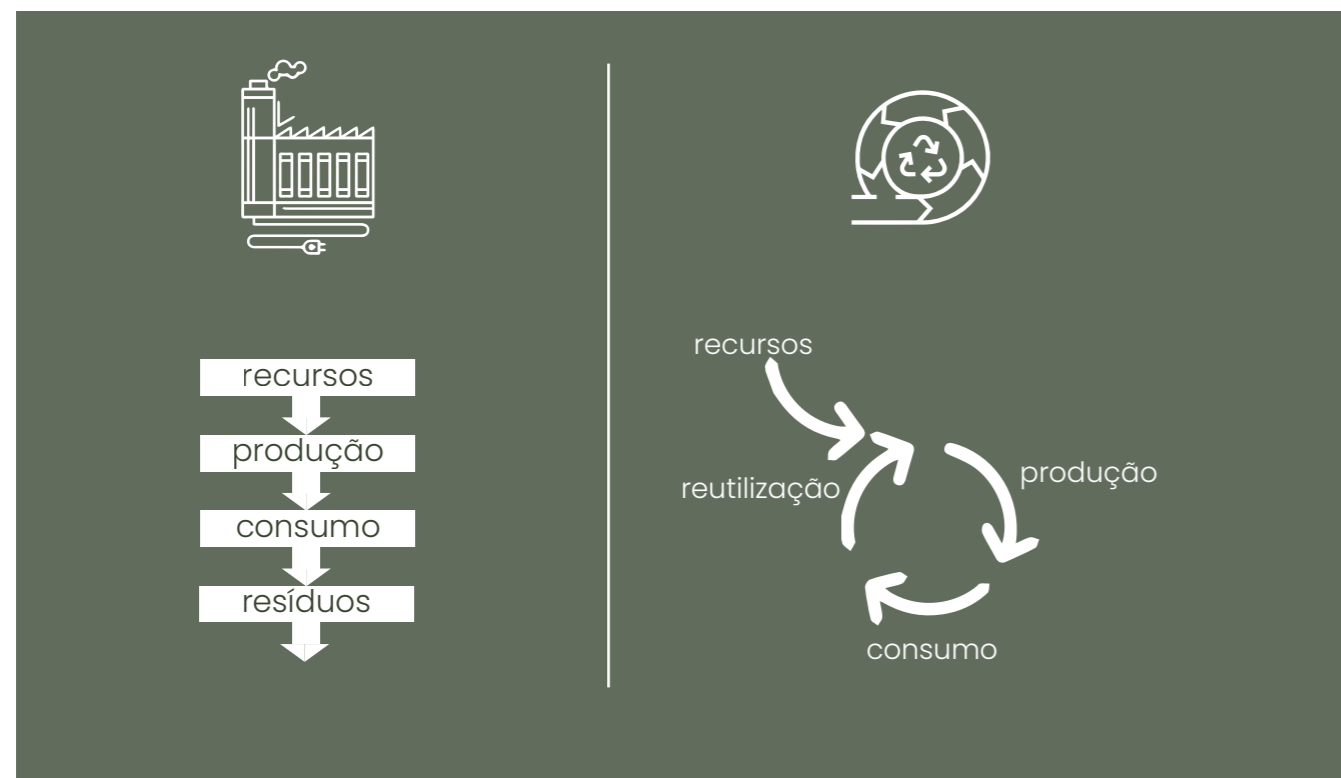 recursos
produção
consumo
resíduos
recursos
reutilização
produção
consumo